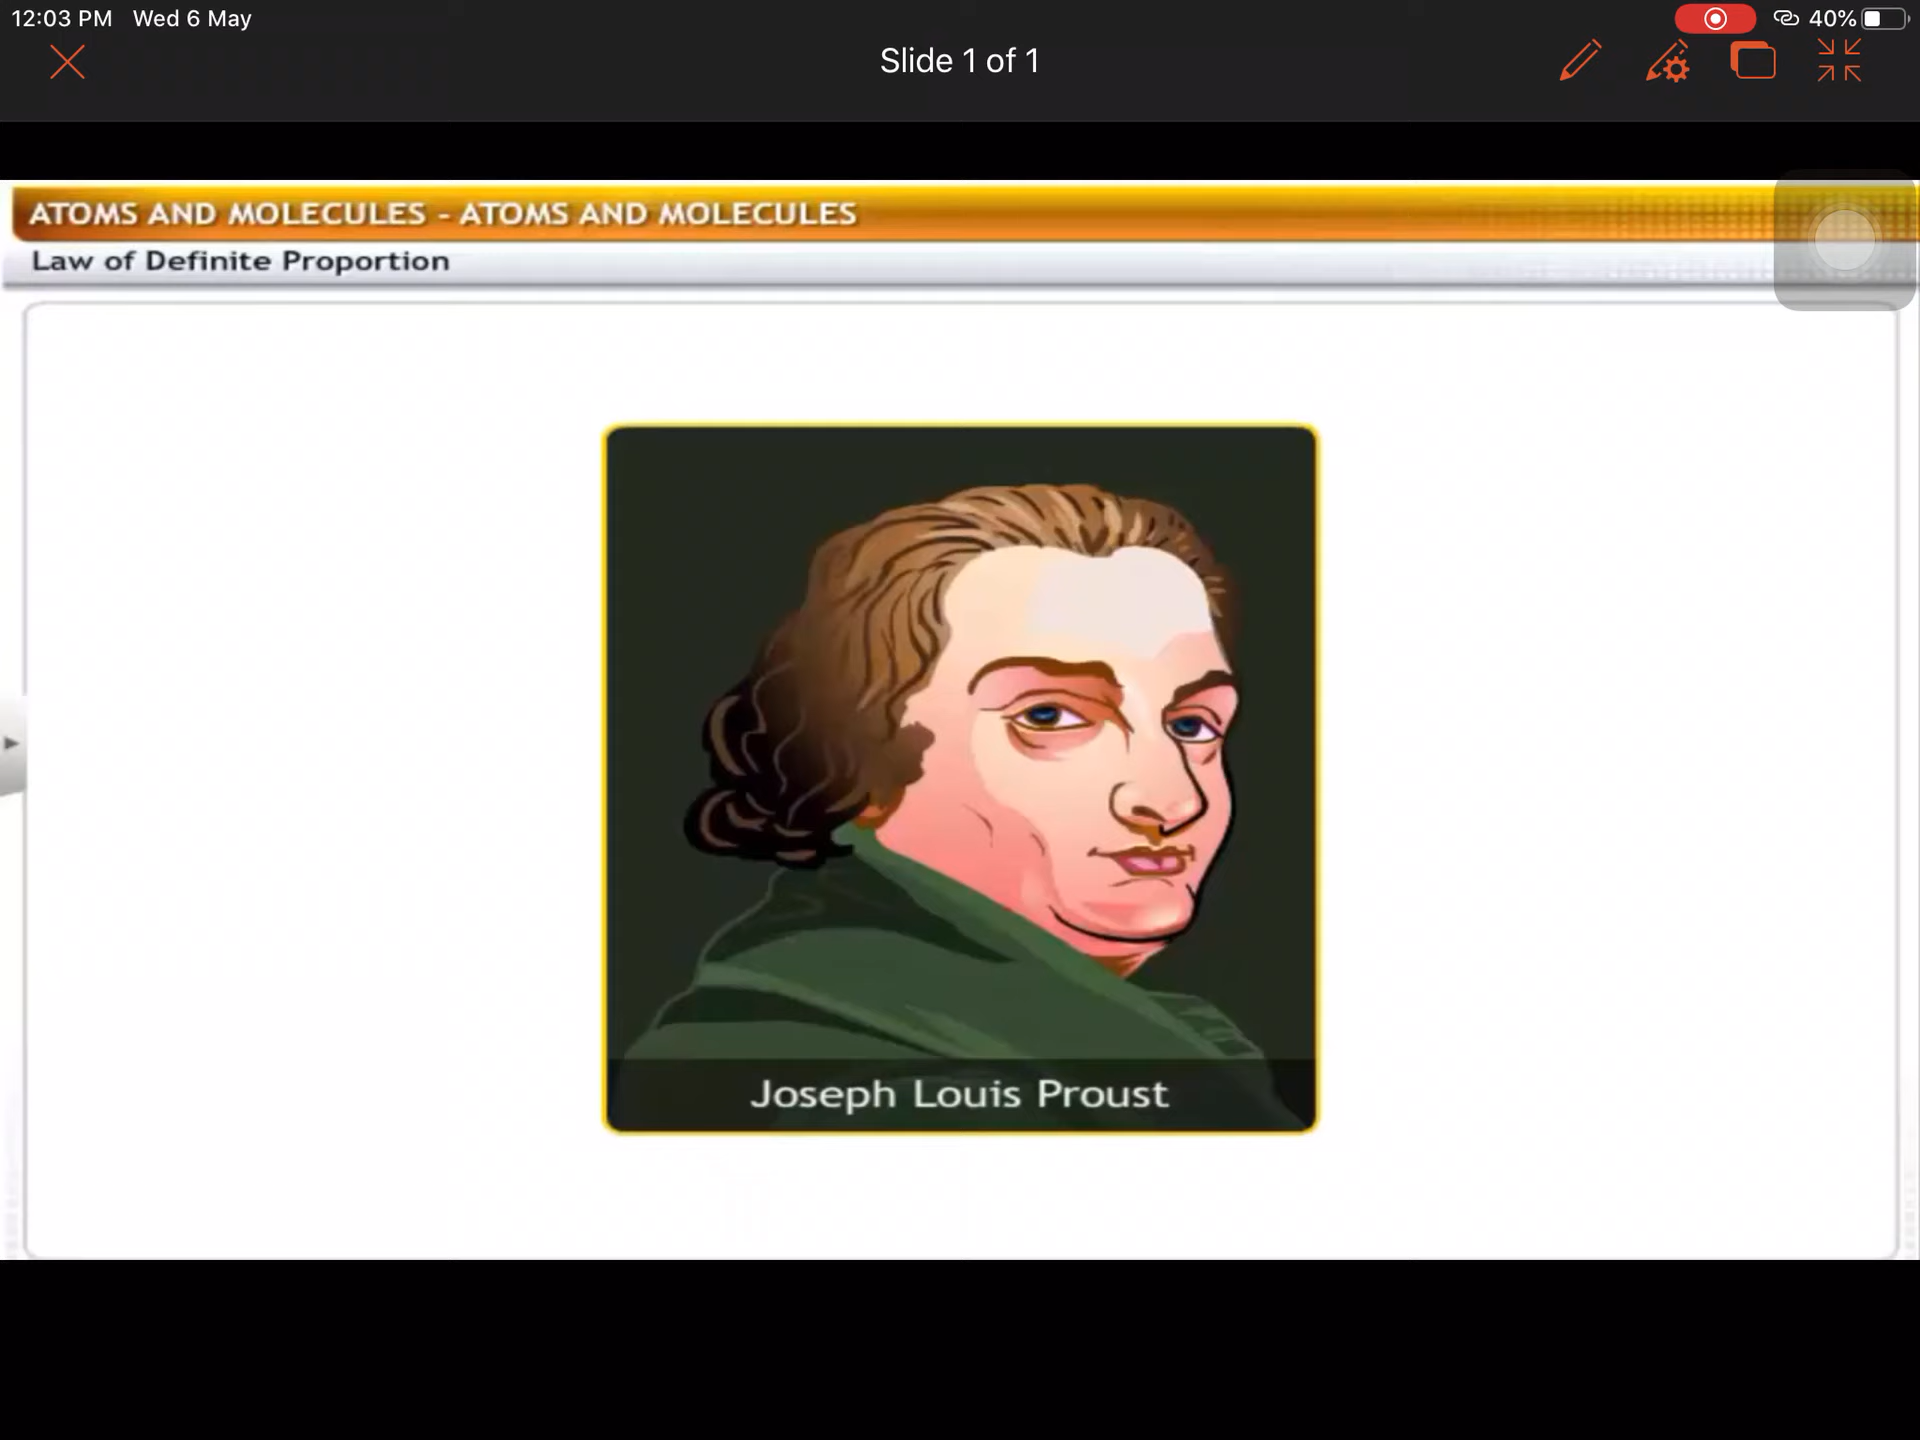 12:03 PM Wed 6 May
40%
Slide 1 of 1
ATOMS AND MOLECULES - ATOMS AND MOLECULES
Law of Definite Proportion
Joseph Louis Proust